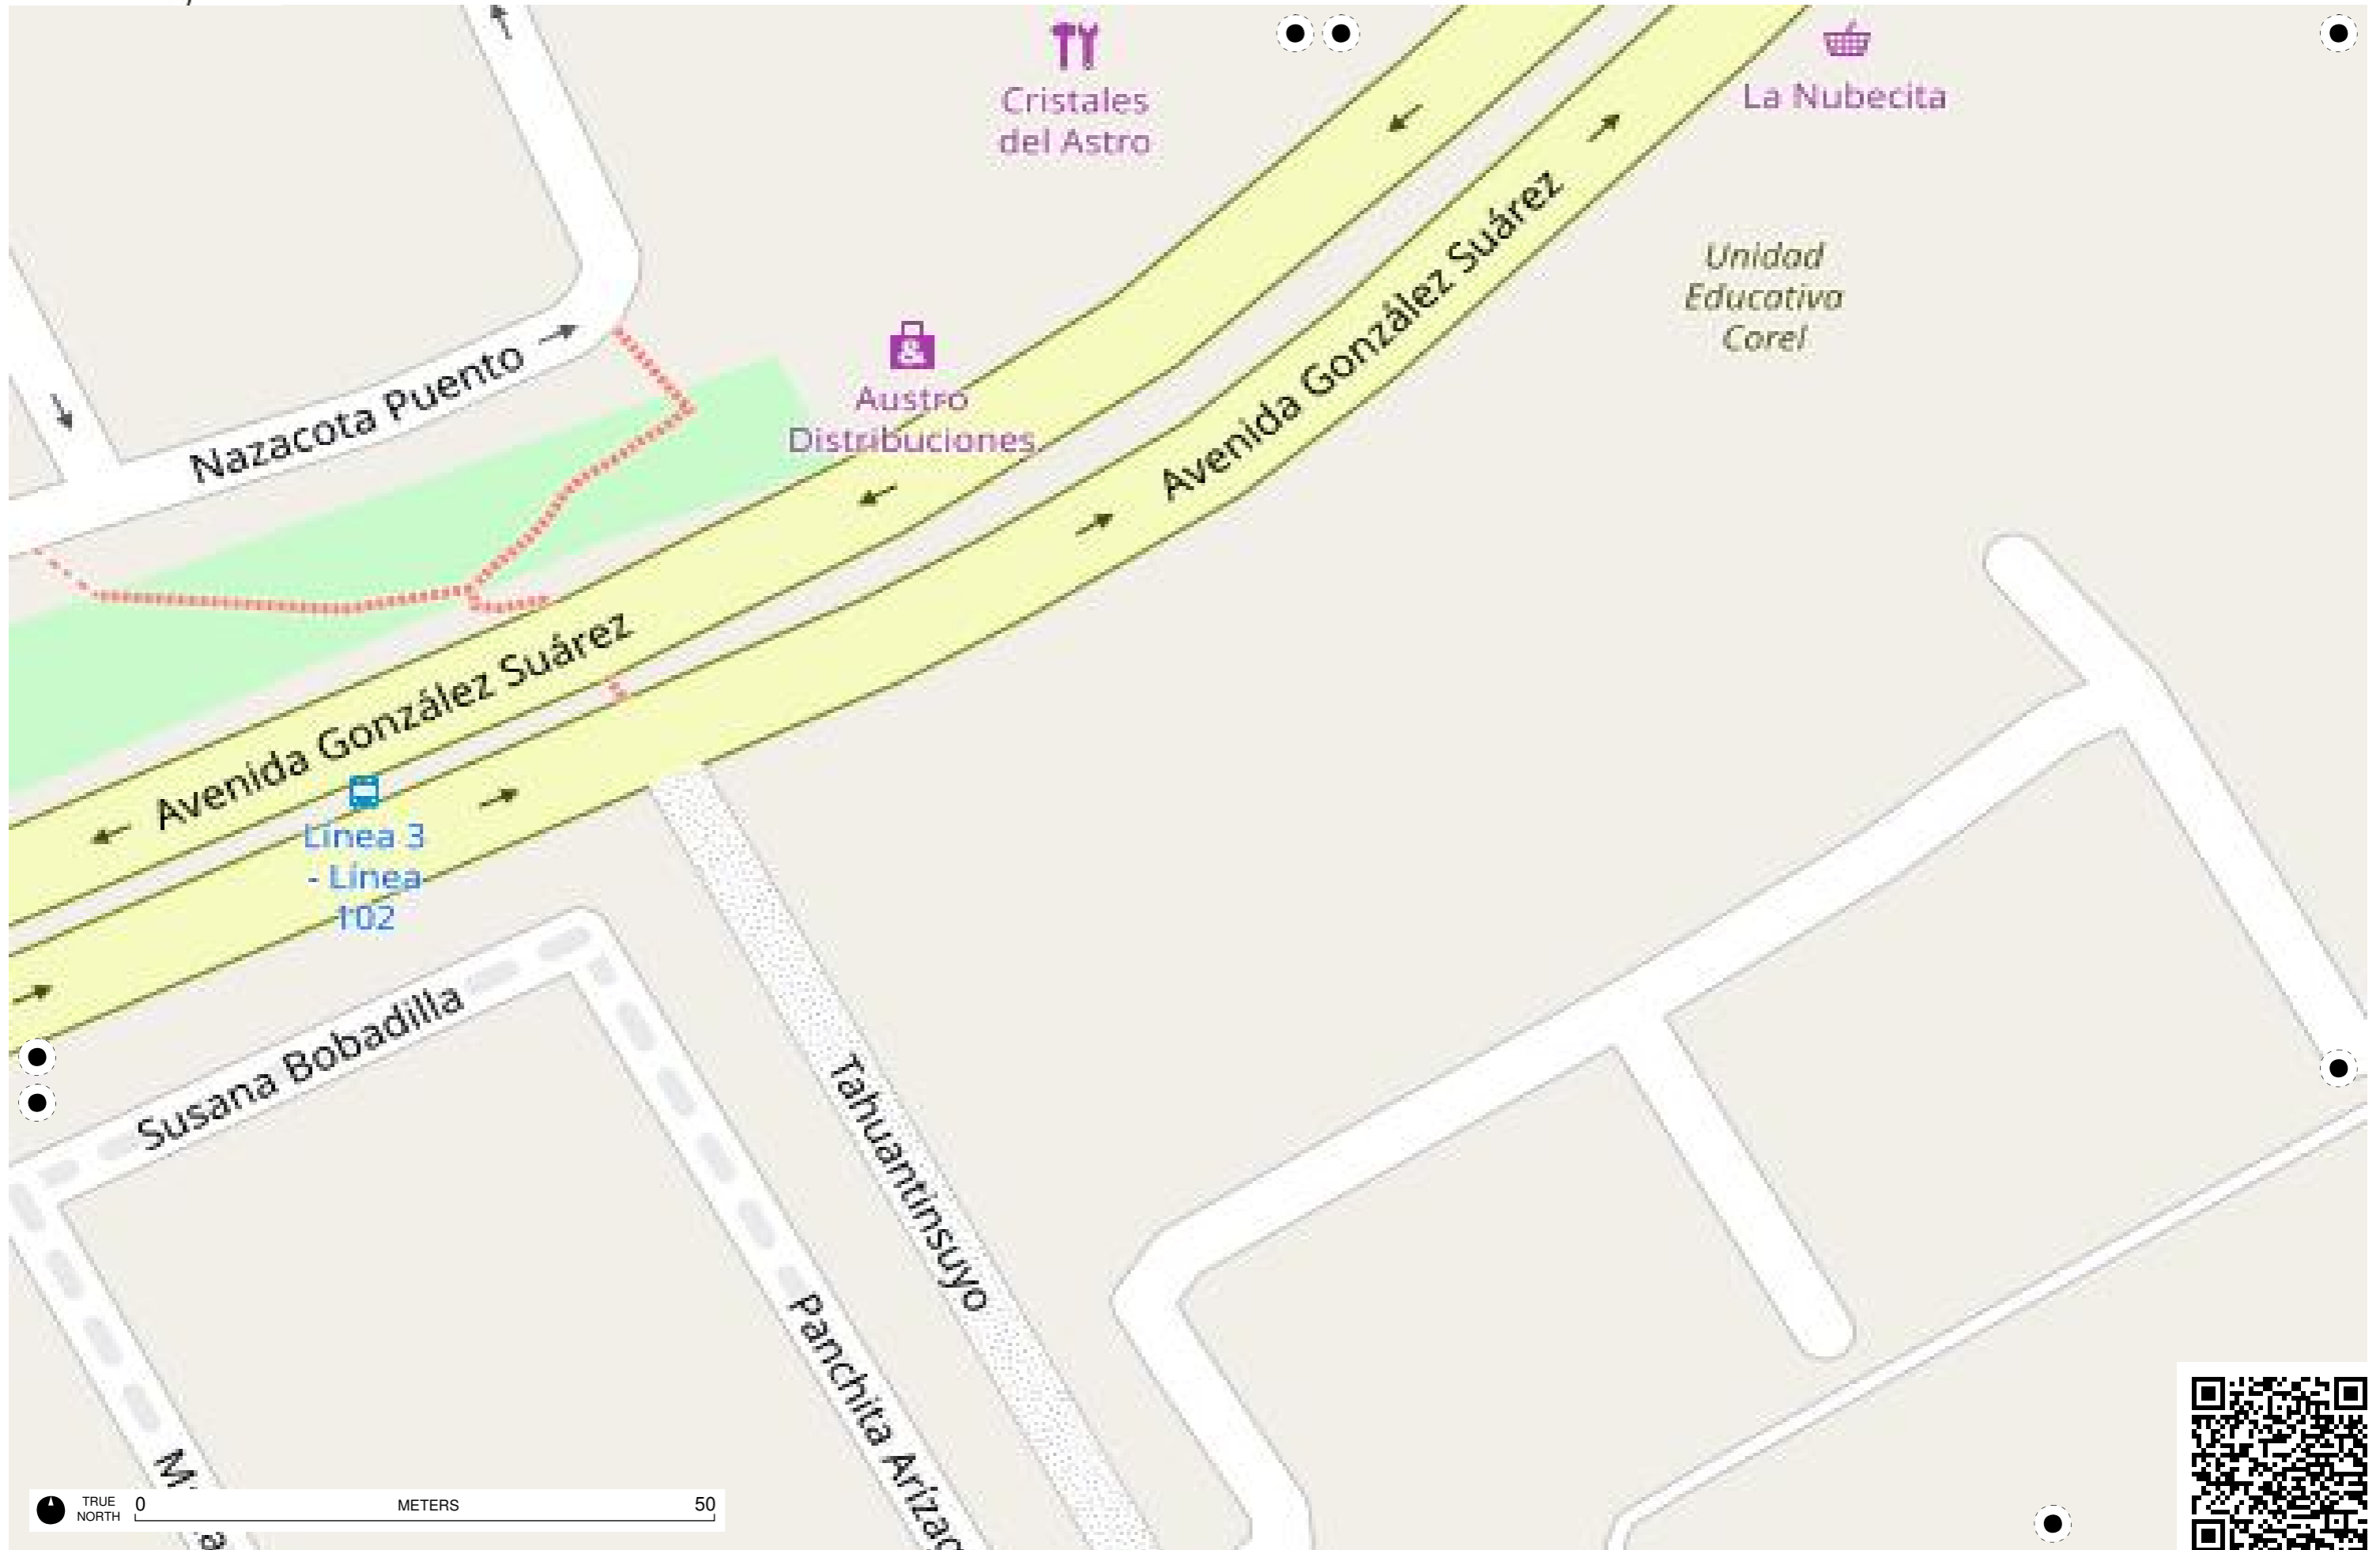 Cristales
del Astro
La Nubecita
Avenida González Suárez
Unidad
Educativa
Corel
Nazacota Puento
Austro
Distribuciones
Avenida González Suárez
Línea 3
- Línea
102
Susana Bobadilla
Tahuantinsuyo
Panchita Arizag
TRUE
NORTH
0 METERS 50